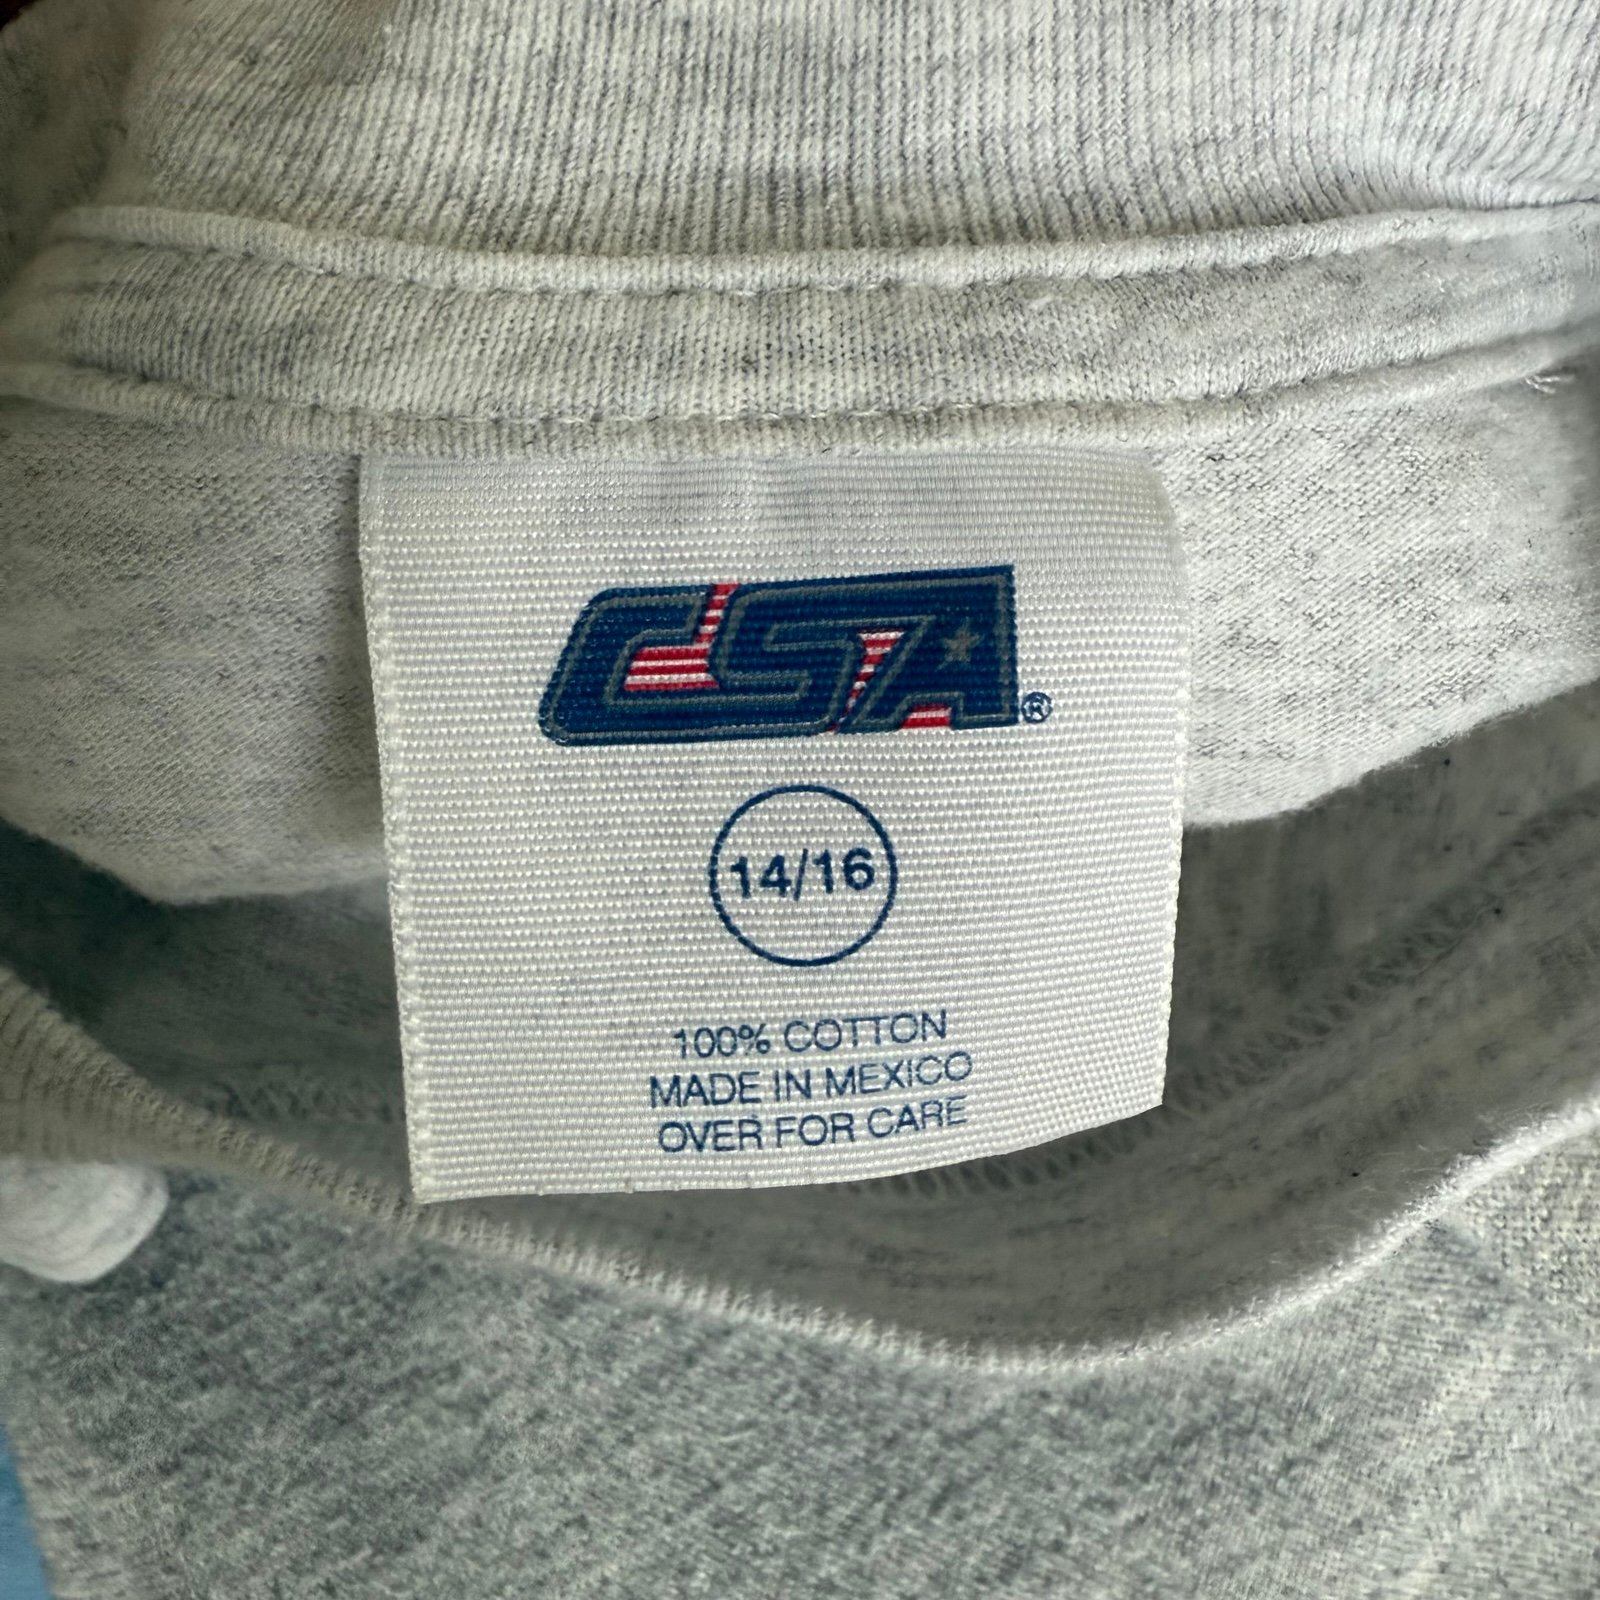 CSA®
14/16
100% COTTON
MADE IN MEXICO
OVER FOR CARE